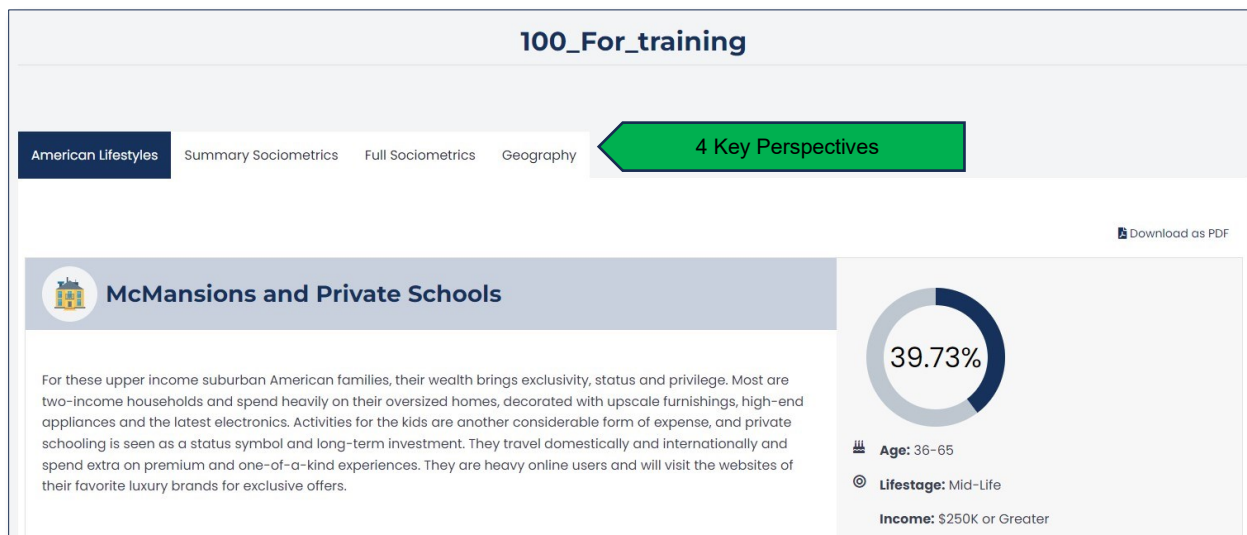 100_For_training
American Lifestyles
Summary Sociometrics
Full Sociometrics
Geography
4 Key Perspectives
Download as PDF
McMansions and Private Schools
For these upper income suburban American families, their wealth brings exclusivity, status and privilege. Most are
two-income households and spend heavily on their oversized homes, decorated with upscale furnishings, high-end
appliances and the latest electronics. Activities for the kids are another considerable form of expense, and private
schooling is seen as a status symbol and long-term investment. They travel domestically and internationally and
spend extra on premium and one-of-a-kind experiences. They are heavy online users and will visit the websites of
their favorite luxury brands for exclusive offers.
39.73%
Age: 36-65
Lifestage: Mid-Life
Income: $250K or Greater